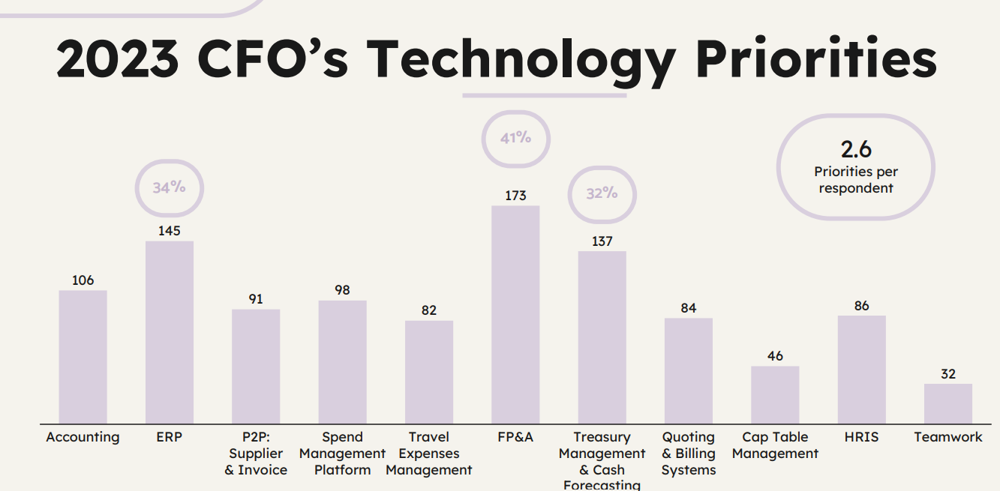 2023 CFO’s Technology Priorities
41%
2.6
Priorities per
respondent
34%
32%
173
145
137
106
98
91
86
84
82
46
32
Accounting
ERP
P2P:
Supplier
& Invoice
Spend
Management
Platform
Travel
Expenses
Management
FP&A
Treasury
Management
& Cash
Forecasting
Quoting
& Billing
Systems
Cap Table
Management
HRIS
Teamwork